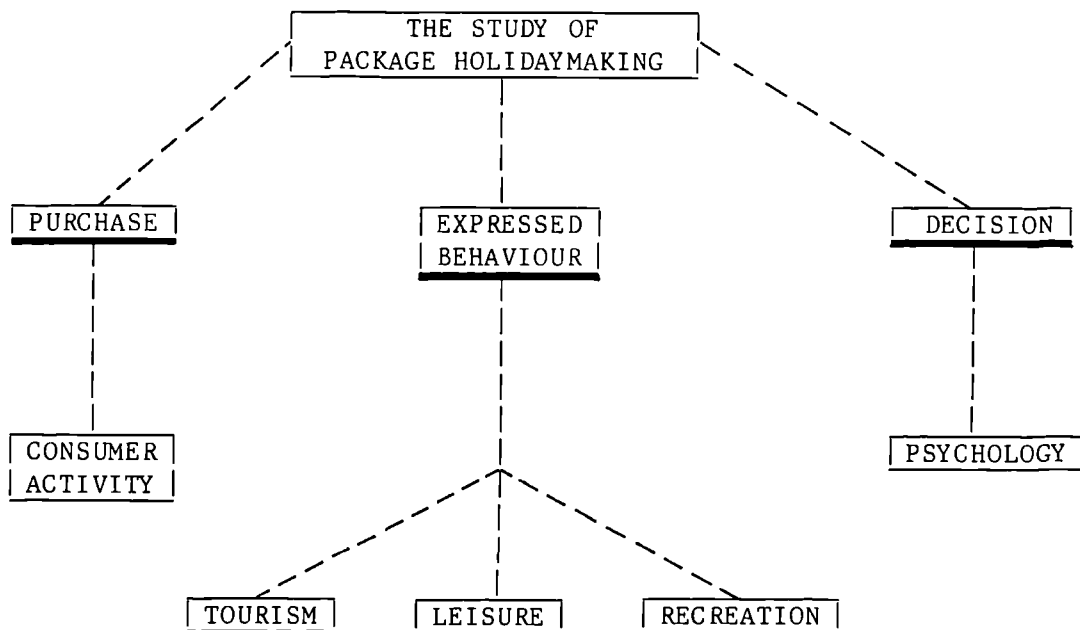 THE STUDY OF
PACKAGE HOLIDAYMAKING
PURCHASE
EXPRESSED
BEHAVIOUR
DECISION
CONSUMER
ACTIVITY
PSYCHOLOGY
TOURISM
LEISURE
RECREATION